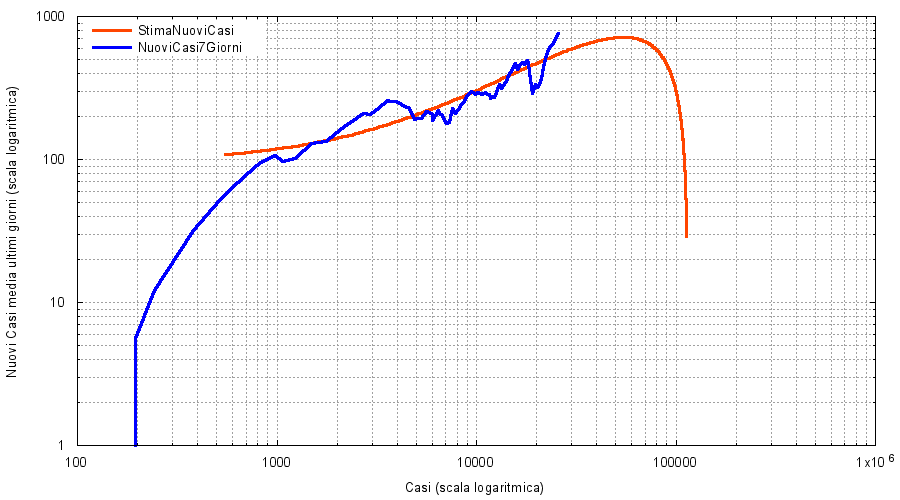 1000
StimaNuoviCasi
NuoviCasi7Giorni
100
10
1
100
1000
10000
100000
1x10 6
Nuovi Casi media ultimi giorni (scala logaritmica)
Casi (scala logaritmica)